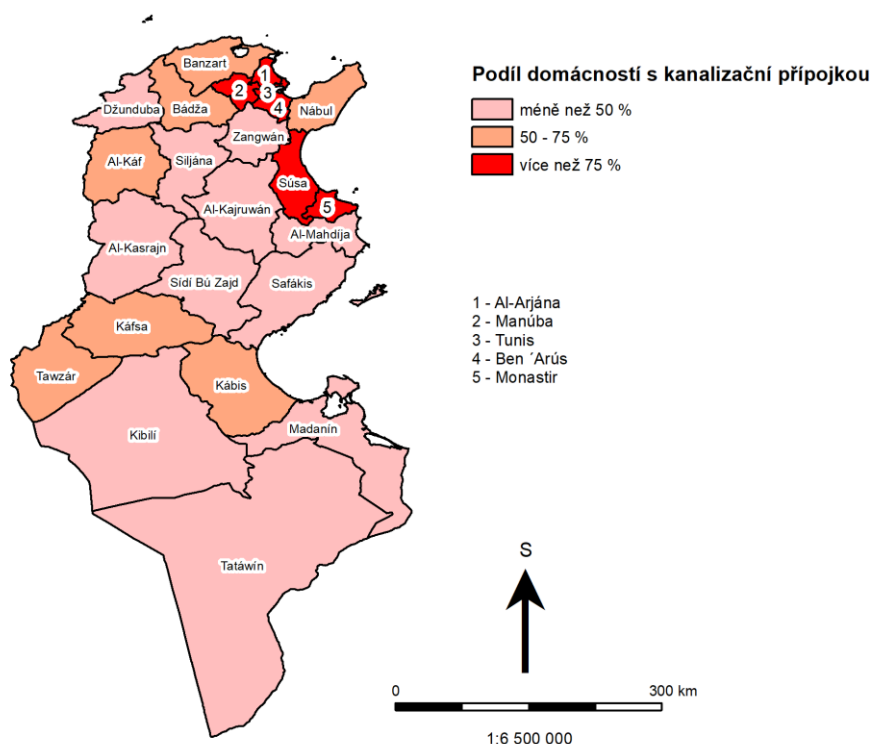 Banzart
1
2
3
4
Džunduba
Bádža
Nábul
Zangwán
Al-Káf
Siljána
Súsa
5
Al-Kajruwán
Al-Mahdíja
Al-Kasrajn
Sídí Bú Zajd
Safákis
Káfsa
Tawzár
Kábis
Kibilí
Madanín
Tatáwín
Podíl domácností s kanalizační přípojkou
méně než 50 %
50 - 75 %
více než 75 %
1 - Al-Arjána
2 - Manúba
3 - Tunis
4 - Ben ´Arús
5 - Monastir
S
0 300 km
1:6 500 000